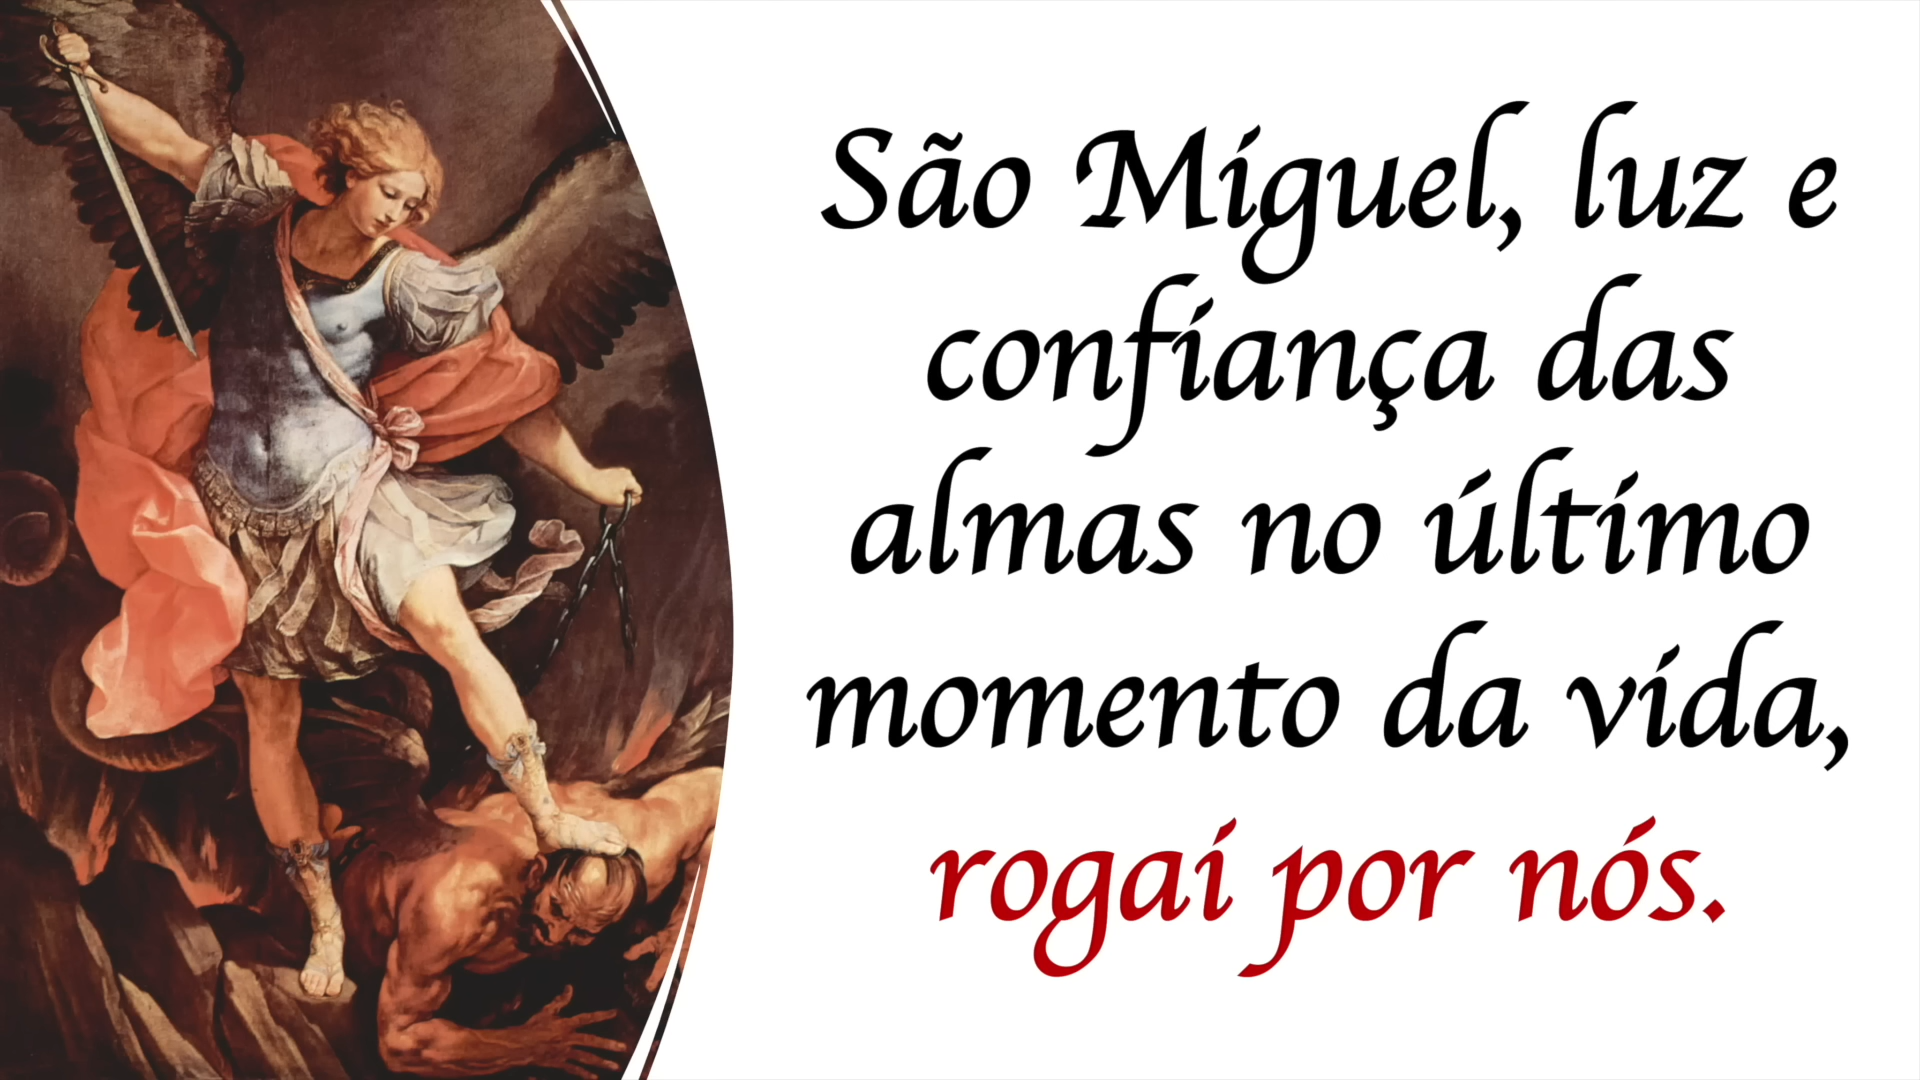 São Miguel, luz e
confiança das
almas no último
momento da vida,
rogai por nós.